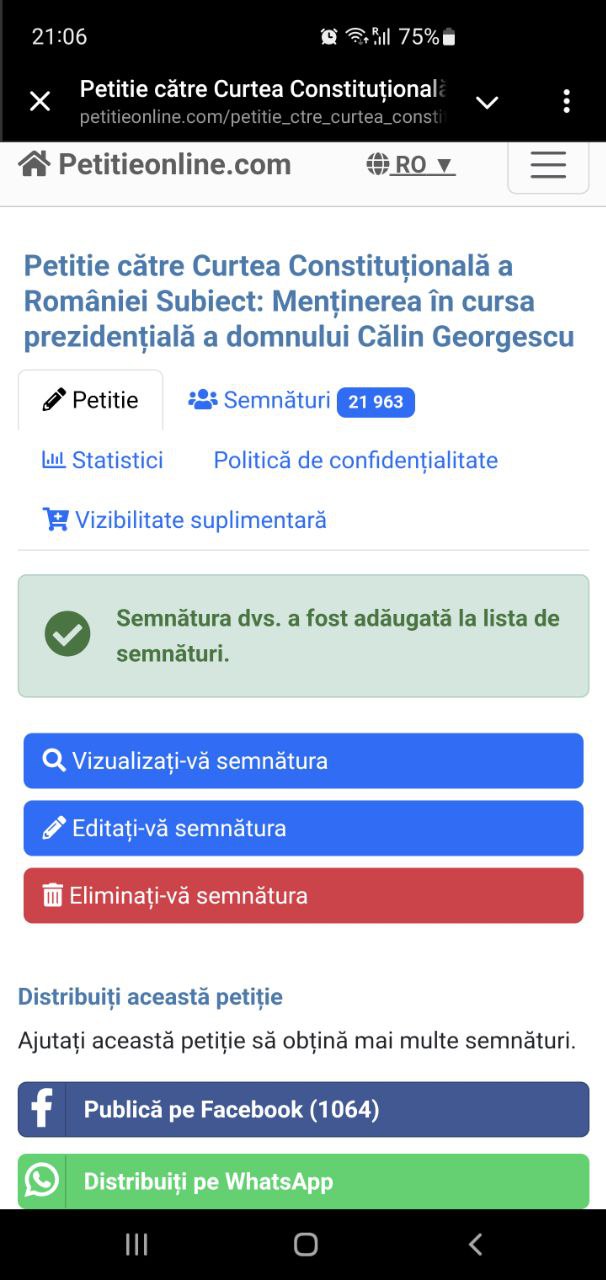 21:06
75%
Petitie către Curtea Constituțională
petitieonline.com/petitie_ctre_curtea_consti
Petitieonline.com
RO ▼
Petitie către Curtea Constituțională a
României Subiect: Menținerea în cursa
prezidențială a domnului Călin Georgescu
Petitie
Semnături 21 963
Statistici
Politică de confidențialitate
Vizibilitate suplimentară
Semnătura dvs. a fost adăugată la lista de
semnături.
Vizualizați-vă semnătura
Editați-vă semnătura
Eliminați-vă semnătura
Distribuiți această petiție
Ajutați această petiție să obțină mai multe semnături.
Publică pe Facebook (1064)
Distribuiți pe WhatsApp